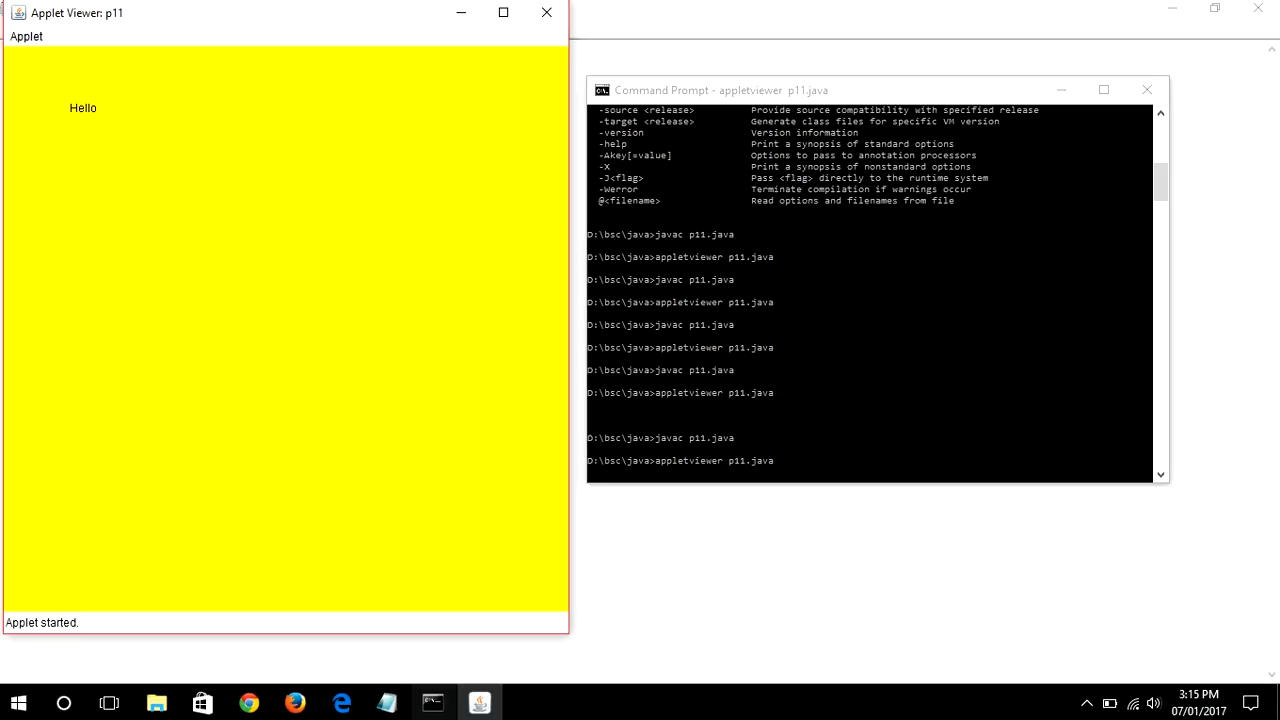 Applet Viewer: p11
Applet
Hello
Applet started.
Command Prompt - appletviewer  p11.java
-source <release>          Provide source compatibility with specified release
-target <release>          Generate class files for specific VM version
-version                   Version information
-help                      Print a synopsis of standard options
-Akey[=value]              Options to pass to annotation processors
-X                         Print a synopsis of nonstandard options
-J<flag>                   Pass <flag> directly to the runtime system
-Werror                    Terminate compilation if warnings occur
@<filename>                Read options and filenames from file
D:\bsc\java>javac p11.java
D:\bsc\java>appletviewer p11.java
D:\bsc\java>javac p11.java
D:\bsc\java>appletviewer p11.java
D:\bsc\java>javac p11.java
D:\bsc\java>appletviewer p11.java
D:\bsc\java>javac p11.java
D:\bsc\java>appletviewer p11.java
D:\bsc\java>javac p11.java
D:\bsc\java>appletviewer p11.java
3:15 PM
07/01/2017